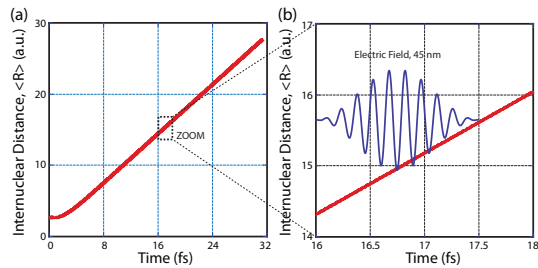 (a)
Internuclear Distance, <R> (a.u.)
30
20
10
0
ZOOM
0
8
16
24
32
Time (fs)
(b)
Internuclear Distance, <R> (a.u.)
17
16
15
14
Electric Field, 45 nm
16
16.5
17
17.5
18
Time (fs)